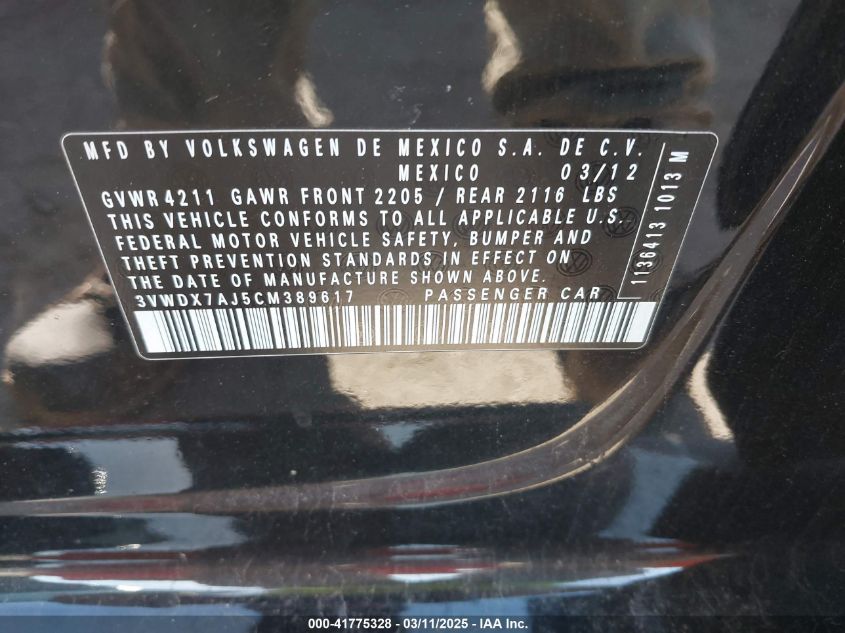 MFD BY VOLKSWAGEN DE MEXICO S.A. DE C.V.
MEXICO 03/12
GVWR 4211 GAWR FRONT 2205 / REAR 2116 LBS
THIS VEHICLE CONFORMS TO ALL APPLICABLE U.S.
FEDERAL MOTOR VEHICLE SAFETY, BUMPER AND
THEFT PREVENTION STANDARDS IN EFFECT ON
THE DATE OF MANUFACTURE SHOWN ABOVE.
3VWDX7AJ5CM389617 PASSENGER CAR
1136413 1013 M
000-41775328 - 03/11/2025 - IAA Inc.